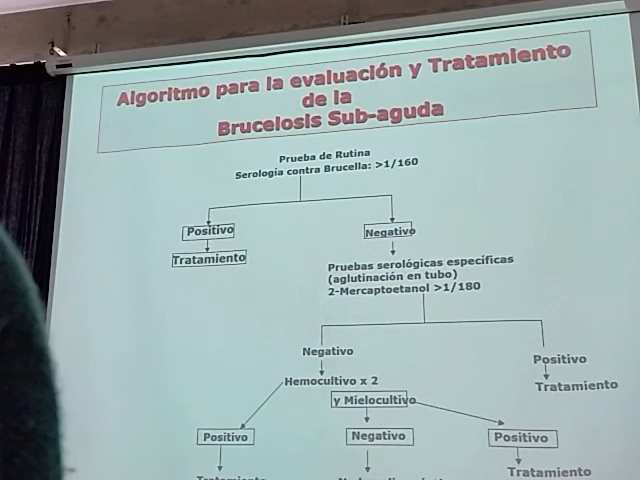 Algoritmo para la evaluación y Tratamiento
de la
Brucelosis Sub-aguda
Prueba de Rutina
Serología contra Brucella: >1/160
Positivo
Negativo
Tratamiento
Pruebas serológicas específicas
(aglutinación en tubo)
2-Mercaptoetanol >1/180
Negativo
Positivo
Hemocultivo x 2
Tratamiento
y Mielocultivo
Positivo
Negativo
Positivo
Tratamiento
Tratamiento